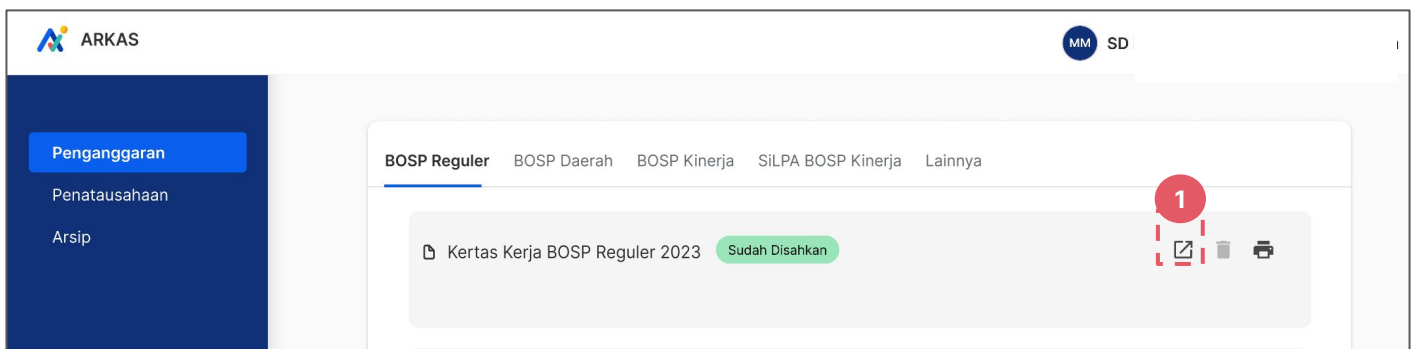 ARKAS
MM SD
Penganggaran
Penatausahaan
Arsip
BOSP Reguler BOSP Daerah BOSP Kinerja SiLPA BOSP Kinerja Lainnya
1
Kertas Kerja BOSP Reguler 2023 Sudah Disahkan